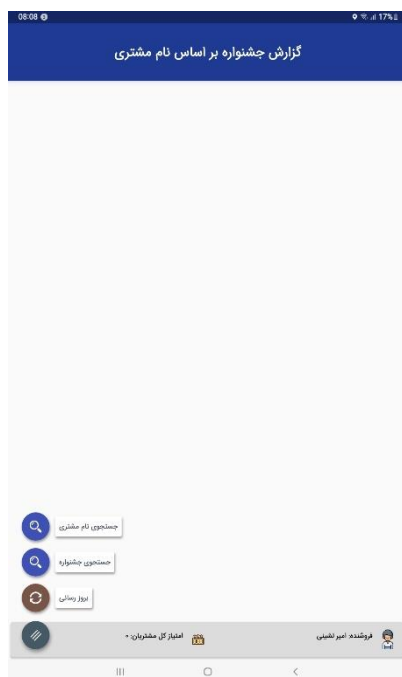 08:08
17%
گزارش جشنواره بر اساس نام مشتری
جستجوی نام مشتری
جستجوی جشنواره
بروز رسانی
فروشنده: امیر لشینی
امتیاز کل مشتریان: ۰